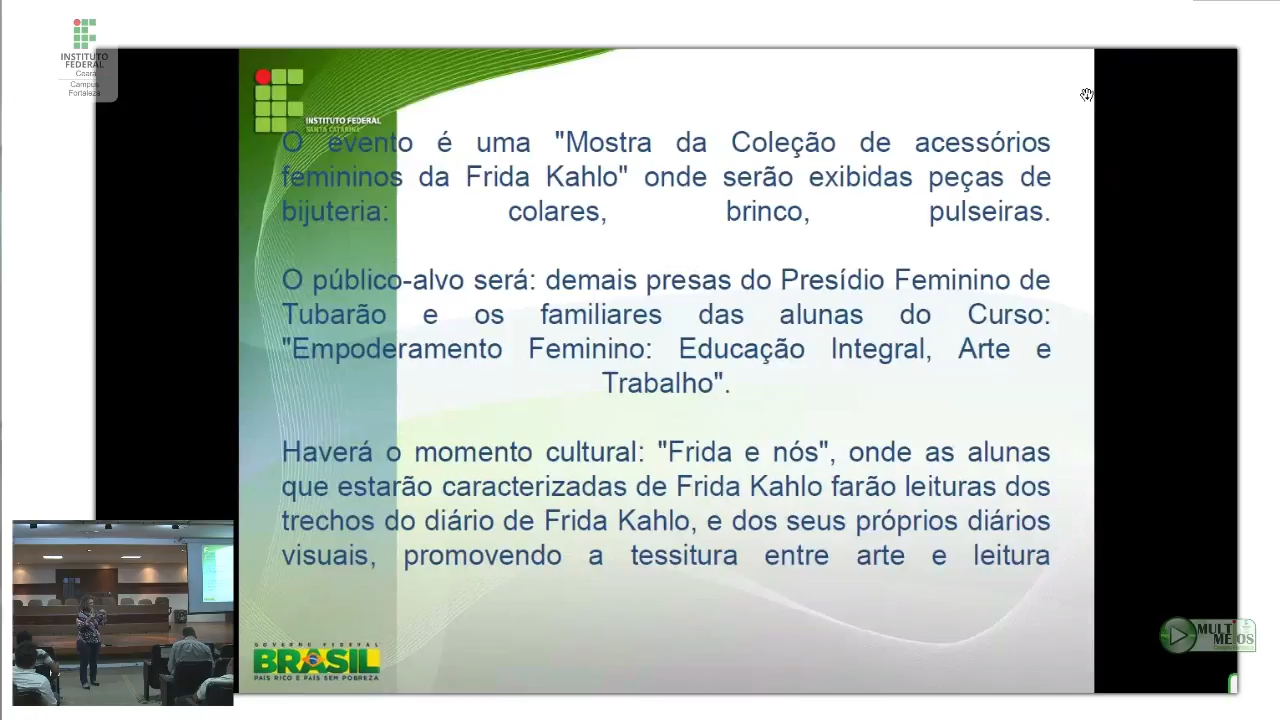 INSTITUTO
FEDERAL
Ceará
Campus
Fortaleza
INSTITUTO FEDERAL
SANTA CATARINA
O evento é uma "Mostra da Coleção de acessórios
femininos da Frida Kahlo" onde serão exibidas peças de
bijuteria: colares, brinco, pulseiras.
O público-alvo será: demais presas do Presídio Feminino de
Tubarão e os familiares das alunas do Curso:
"Empoderamento Feminino: Educação Integral, Arte e
Trabalho".
Haverá o momento cultural: "Frida e nós", onde as alunas
que estarão caracterizadas de Frida Kahlo farão leituras dos
trechos do diário de Frida Kahlo, e dos seus próprios diários
visuais, promovendo a tessitura entre arte e leitura
GOVERNO FEDERAL
BRASIL
PAÍS RICO É PAÍS SEM POBREZA
MULT
MEIOS